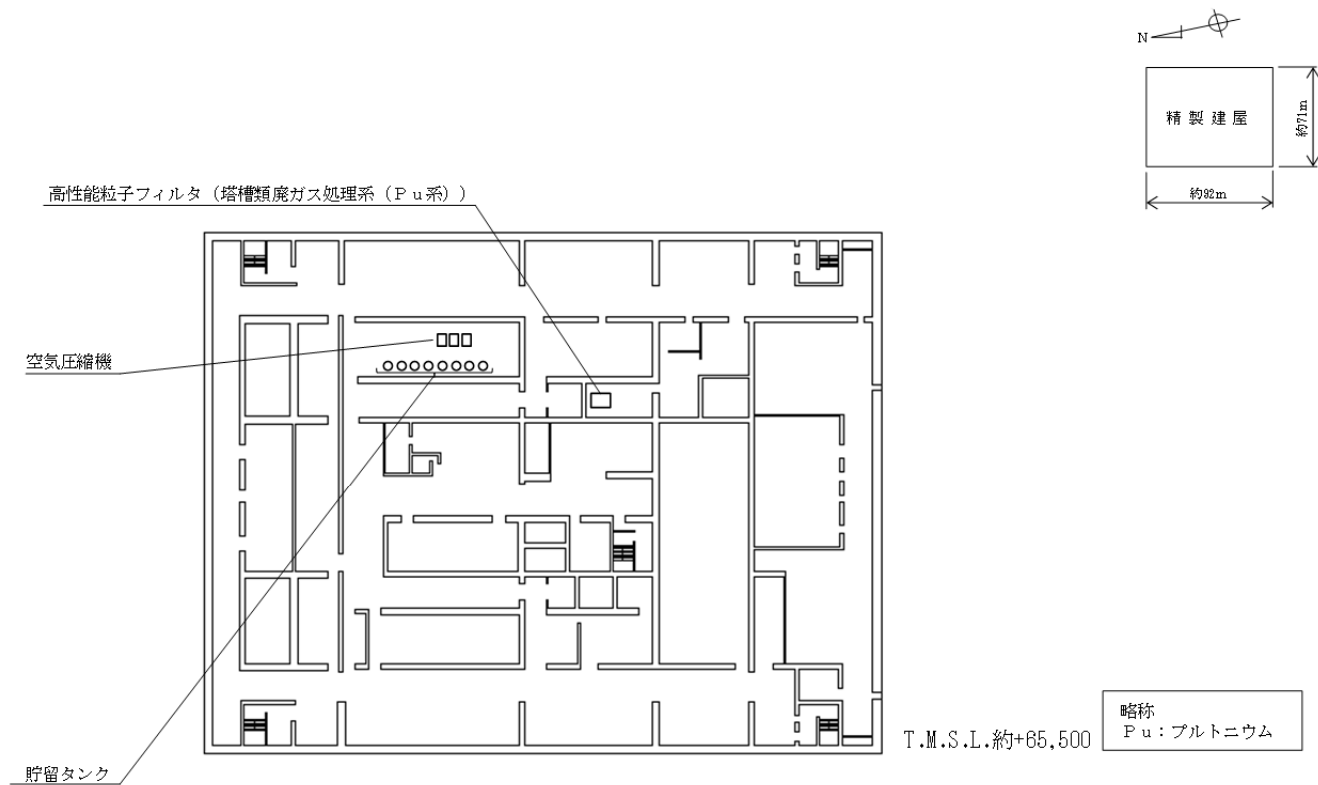 N
精製建屋
約71m
約92m
高性能粒子フィルタ（塔槽類廃ガス処理系（Ｐｕ系））
空気圧縮機
貯留タンク
T.M.S.L.約+65,500
略称
Ｐｕ：プルトニウム